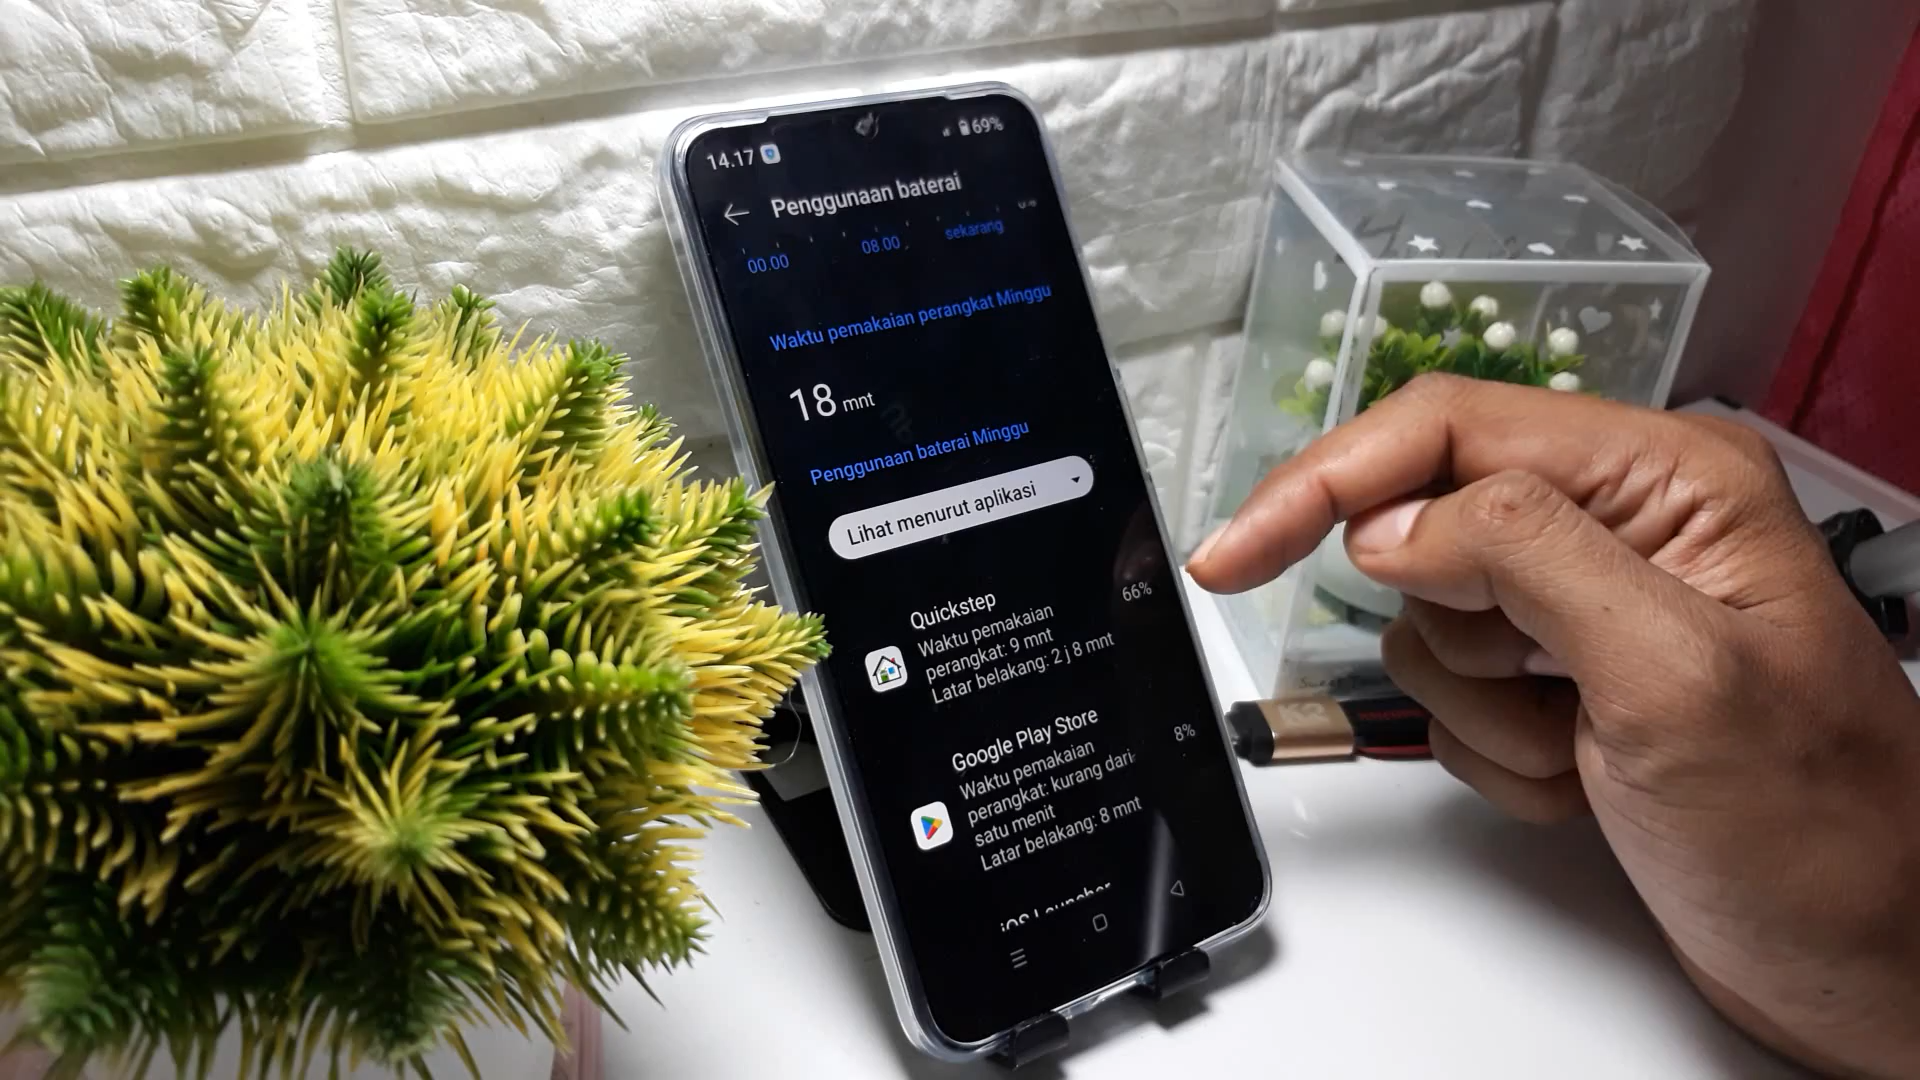 14.17
69%
Penggunaan baterai
00.00
08.00
sekarang
Waktu pemakaian perangkat Minggu
18 mnt
Penggunaan baterai Minggu
Lihat menurut aplikasi
Quickstep
66%
Waktu pemakaian
perangkat: 9 mnt
Latar belakang: 2 j 8 mnt
Google Play Store
8%
Waktu pemakaian
perangkat: kurang dari
satu menit
Latar belakang: 8 mnt
iOS Launcher